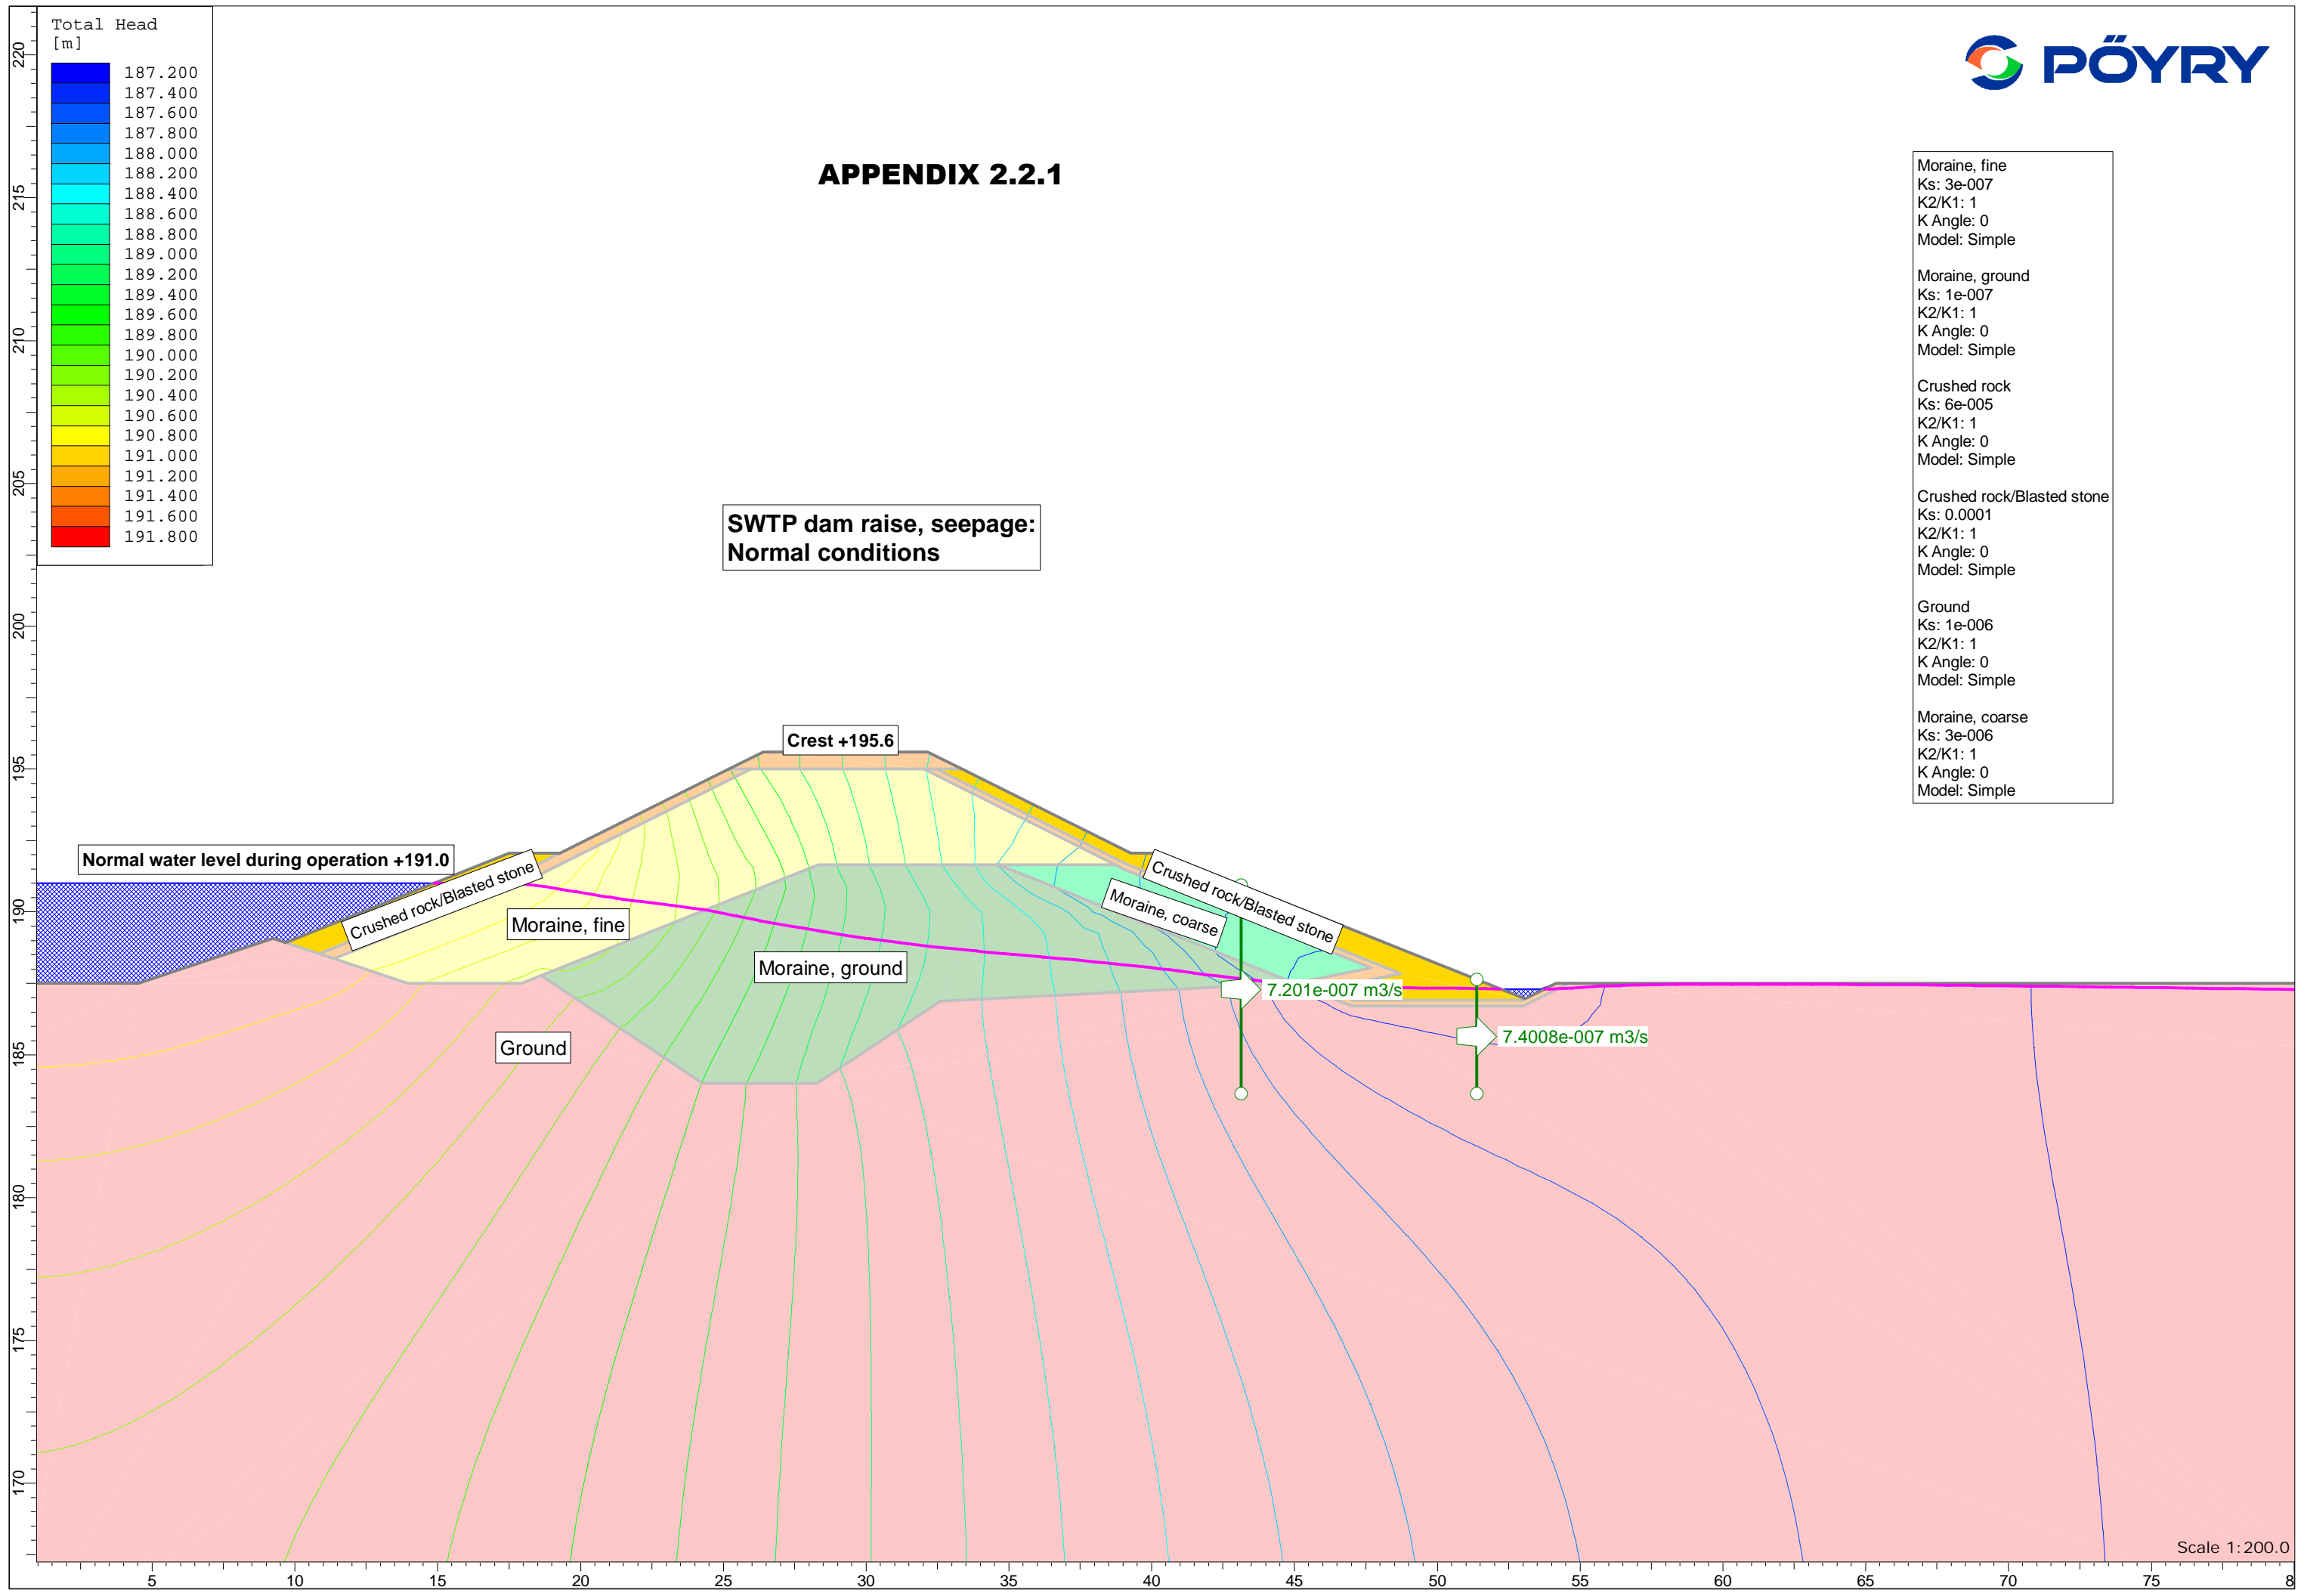 Total Head
[m]
187.200
187.400
187.600
187.800
188.000
188.200
188.400
188.600
188.800
189.000
189.200
189.400
189.600
189.800
190.000
190.200
190.400
190.600
190.800
191.000
191.200
191.400
191.600
191.800
PÖYRY
APPENDIX 2.2.1
Moraine, fine
Ks: 3e-007
K2/K1: 1
K Angle: 0
Model: Simple
Moraine, ground
Ks: 1e-007
K2/K1: 1
K Angle: 0
Model: Simple
Crushed rock
Ks: 6e-005
K2/K1: 1
K Angle: 0
Model: Simple
Crushed rock/Blasted stone
Ks: 0.0001
K2/K1: 1
K Angle: 0
Model: Simple
Ground
Ks: 1e-006
K2/K1: 1
K Angle: 0
Model: Simple
Moraine, coarse
Ks: 3e-006
K2/K1: 1
K Angle: 0
Model: Simple
SWTP dam raise, seepage:
Normal conditions
Crest +195.6
Normal water level during operation +191.0
Crushed rock/Blasted stone
Moraine, fine
Moraine, ground
Ground
Moraine, coarse
Crushed rock/Blasted stone
7.201e-007 m3/s
7.4008e-007 m3/s
220
215
210
205
200
195
190
185
180
175
170
Scale 1:200.0
5
10
15
20
25
30
35
40
45
50
55
60
65
70
75
8